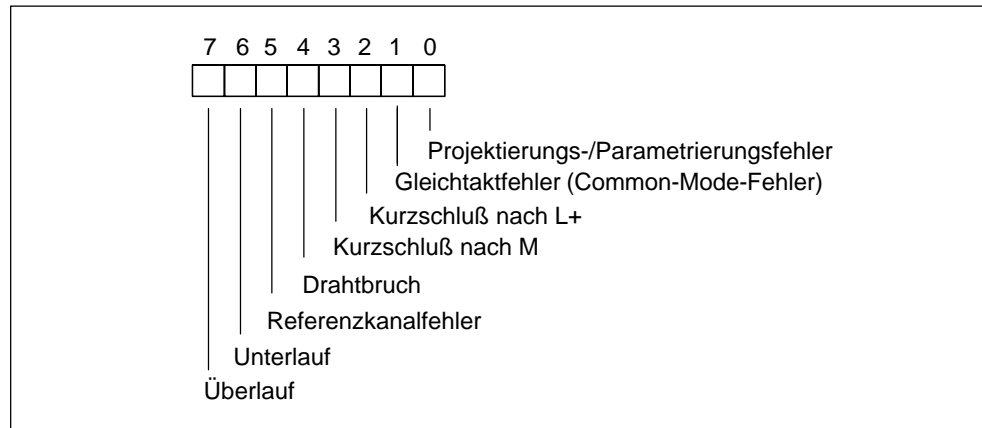 7 6 5 4 3 2 1 0
Projektierungs-/Parametrierungsfehler
Gleichtaktfehler (Common-Mode-Fehler)
Kurzschluß nach L+
Kurzschluß nach M
Drahtbruch
Referenzkanalfehler
Unterlauf
Überlauf